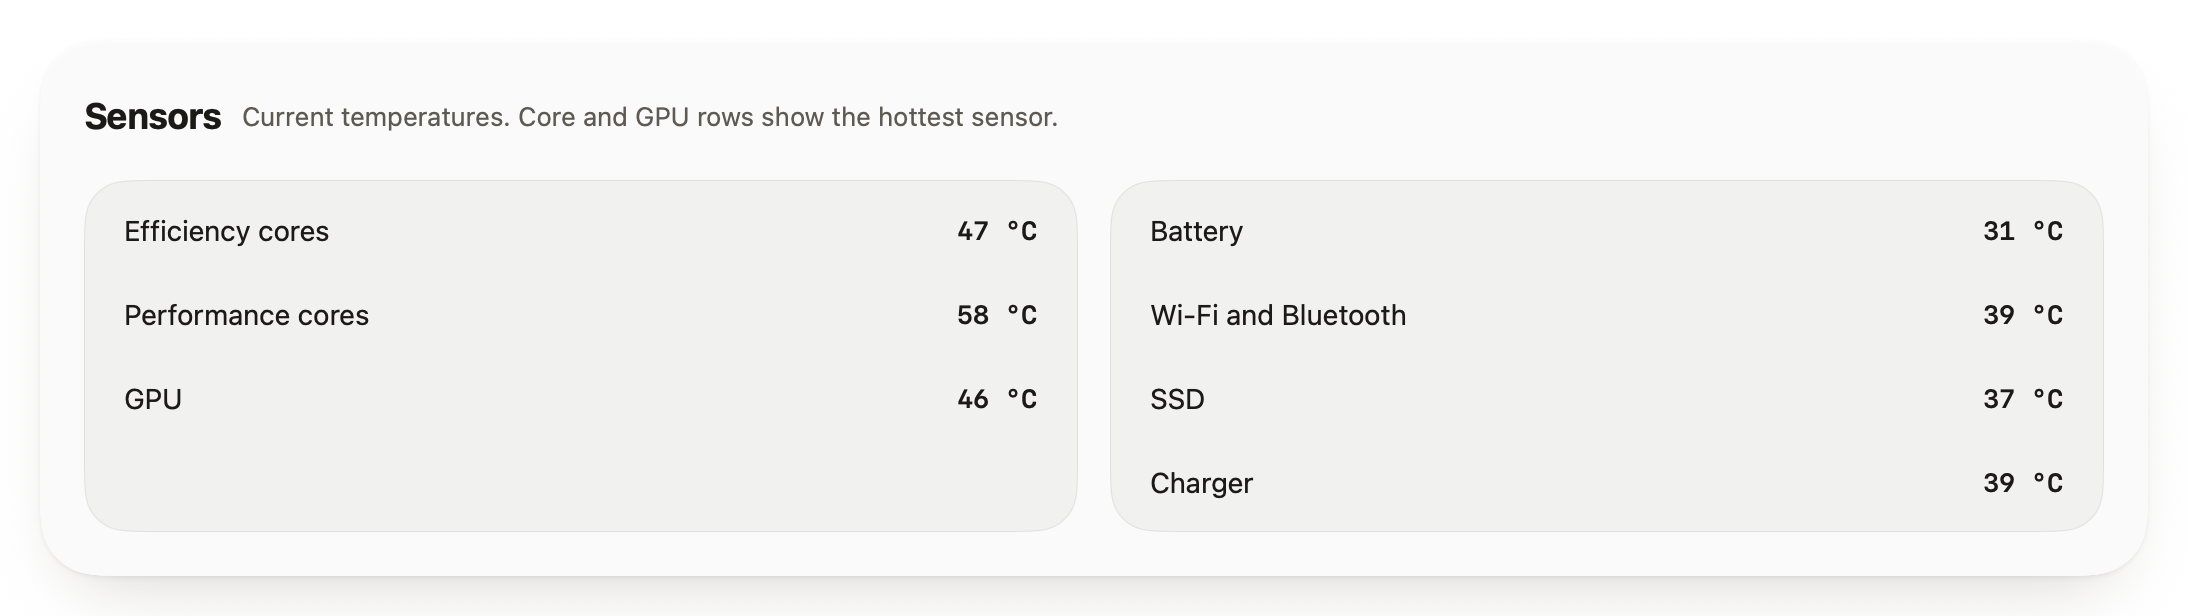 Sensors Current temperatures. Core and GPU rows show the hottest sensor.
Efficiency cores 47 °C
Performance cores 58 °C
GPU 46 °C
Battery 31 °C
Wi-Fi and Bluetooth 39 °C
SSD 37 °C
Charger 39 °C